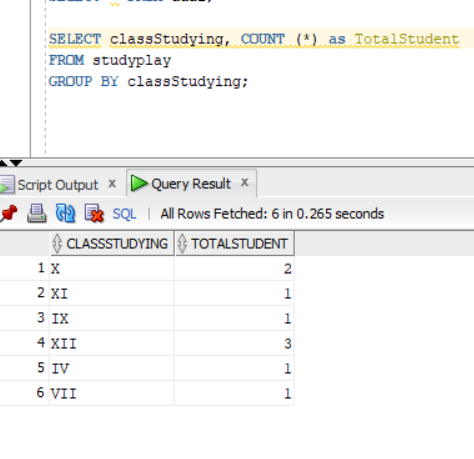 SELECT classStudying, COUNT (*) as TotalStudent
FROM studyplay
GROUP BY classStudying;
Script Output x Query Result x
SQL | All Rows Fetched: 6 in 0.265 seconds
CLASSSTUDYING TOTALSTUDENT
1 X 2
2 XI 1
3 IX 1
4 XII 3
5 IV 1
6 VII 1